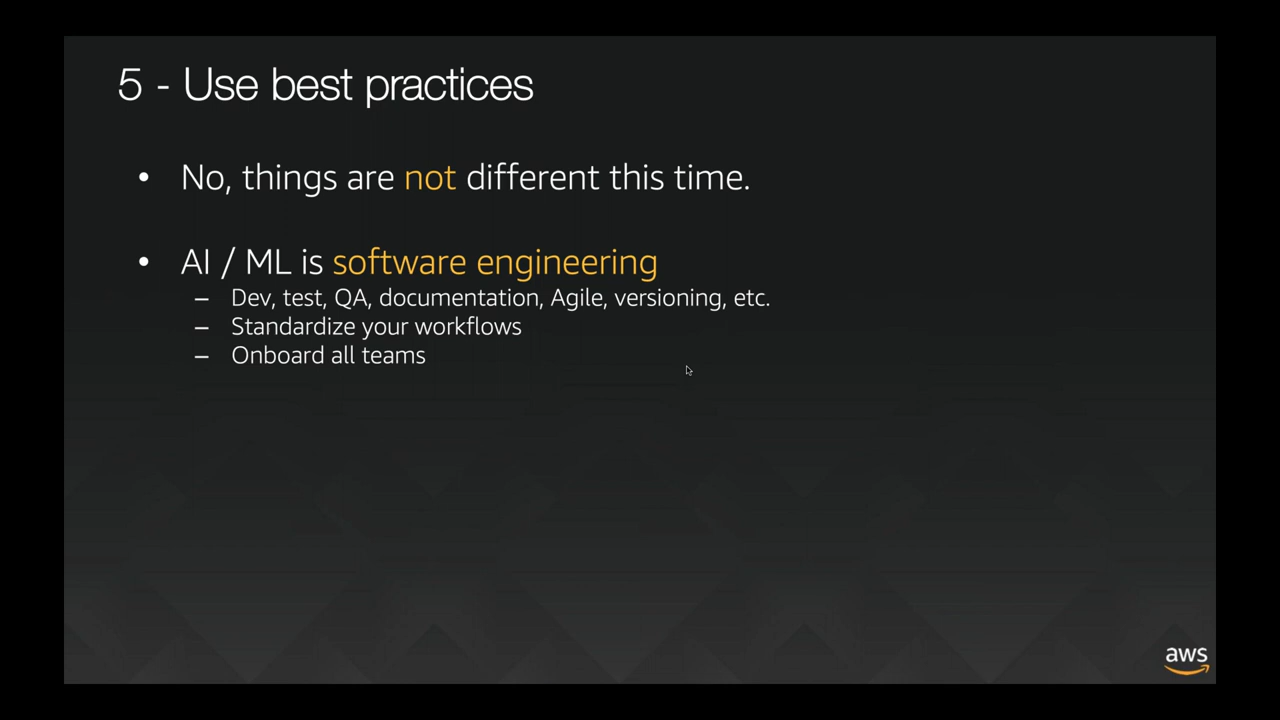 5 - Use best practices
• No, things are not different this time.
• AI / ML is software engineering
– Dev, test, QA, documentation, Agile, versioning, etc.
– Standardize your workflows
– Onboard all teams
aws